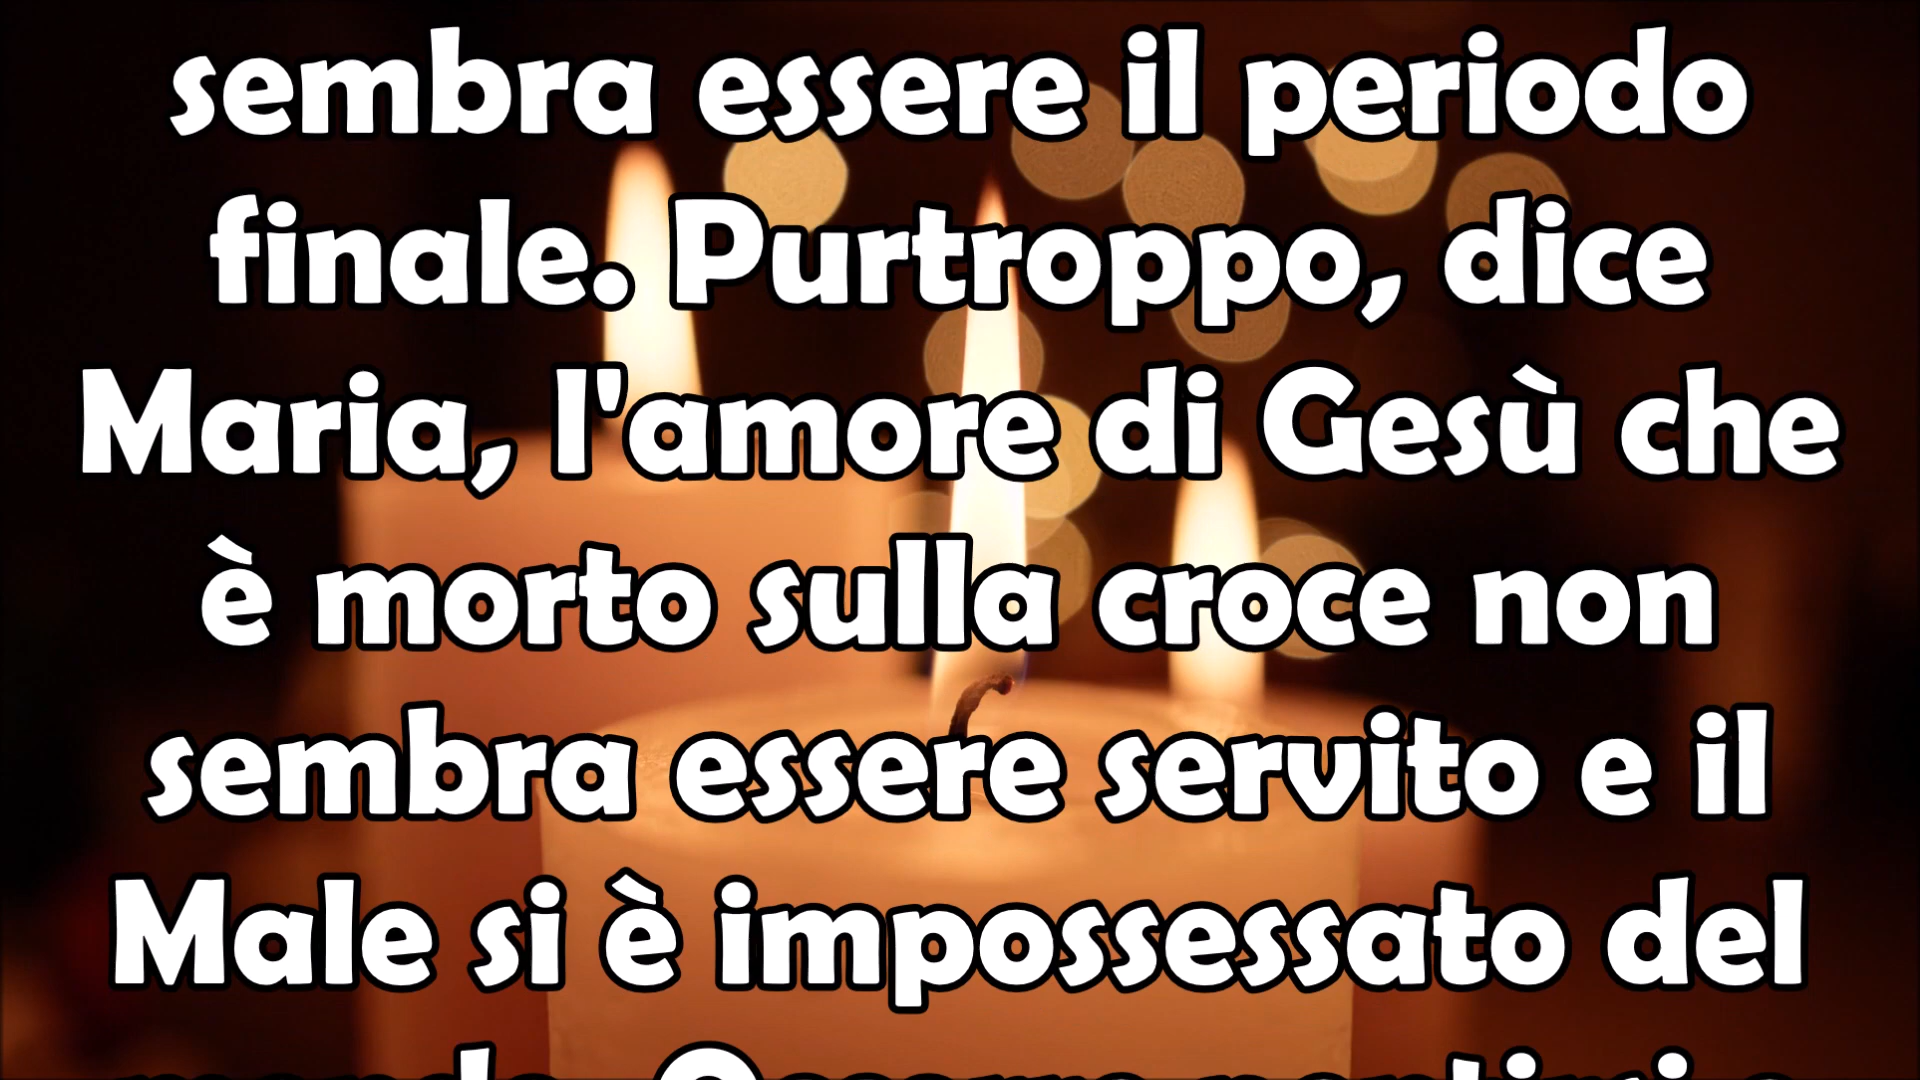 sembra essere il periodo
finale. Purtroppo, dice
Maria, l'amore di Gesù che
è morto sulla croce non
sembra essere servito e il
Male si è impossessato del